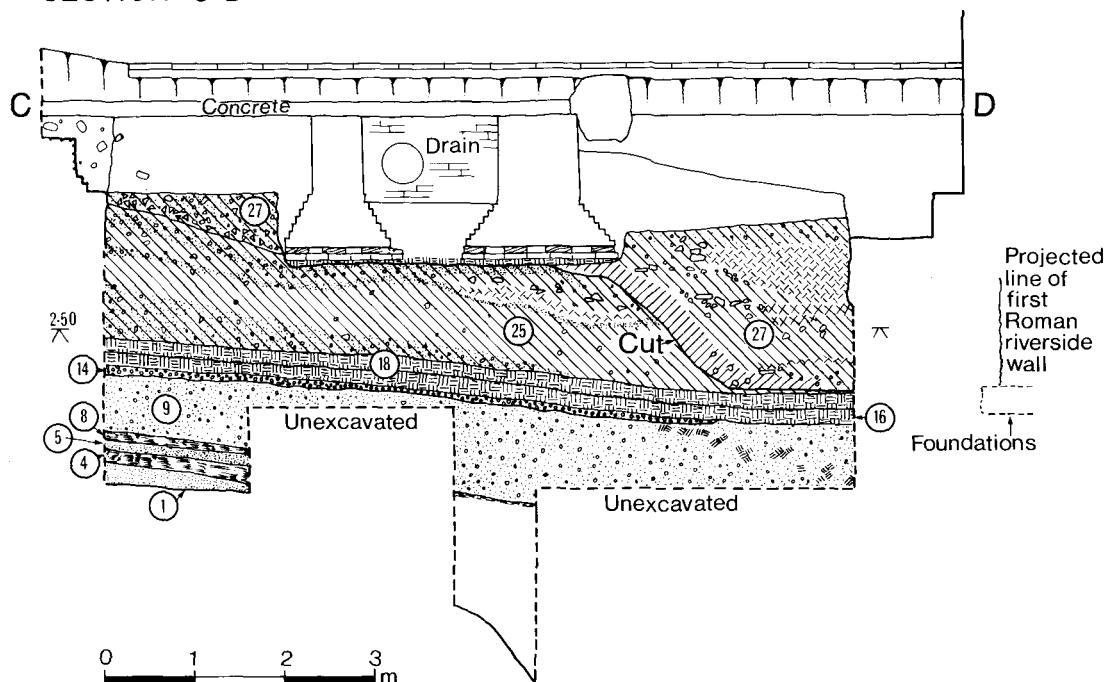 C
Concrete
D
Drain
27
Projected
line of
first
Roman
riverside
wall
2·50
25
Cut
27
18
14
9
Unexcavated
16
8
5
4
Foundations
1
Unexcavated
0 1 2 3
m